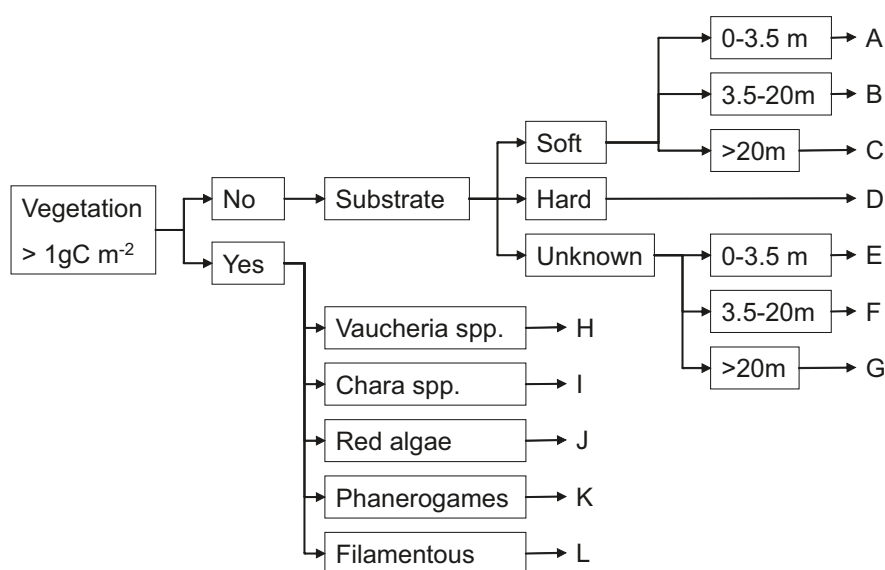 0-3.5 m A
3.5-20m B
Soft
>20m C
No Substrate Hard D
Vegetation
> 1gC m-2
Yes
Unknown 0-3.5 m E
3.5-20m F
Vaucheria spp. H
>20m G
Chara spp. I
Red algae J
Phanerogames K
Filamentous L